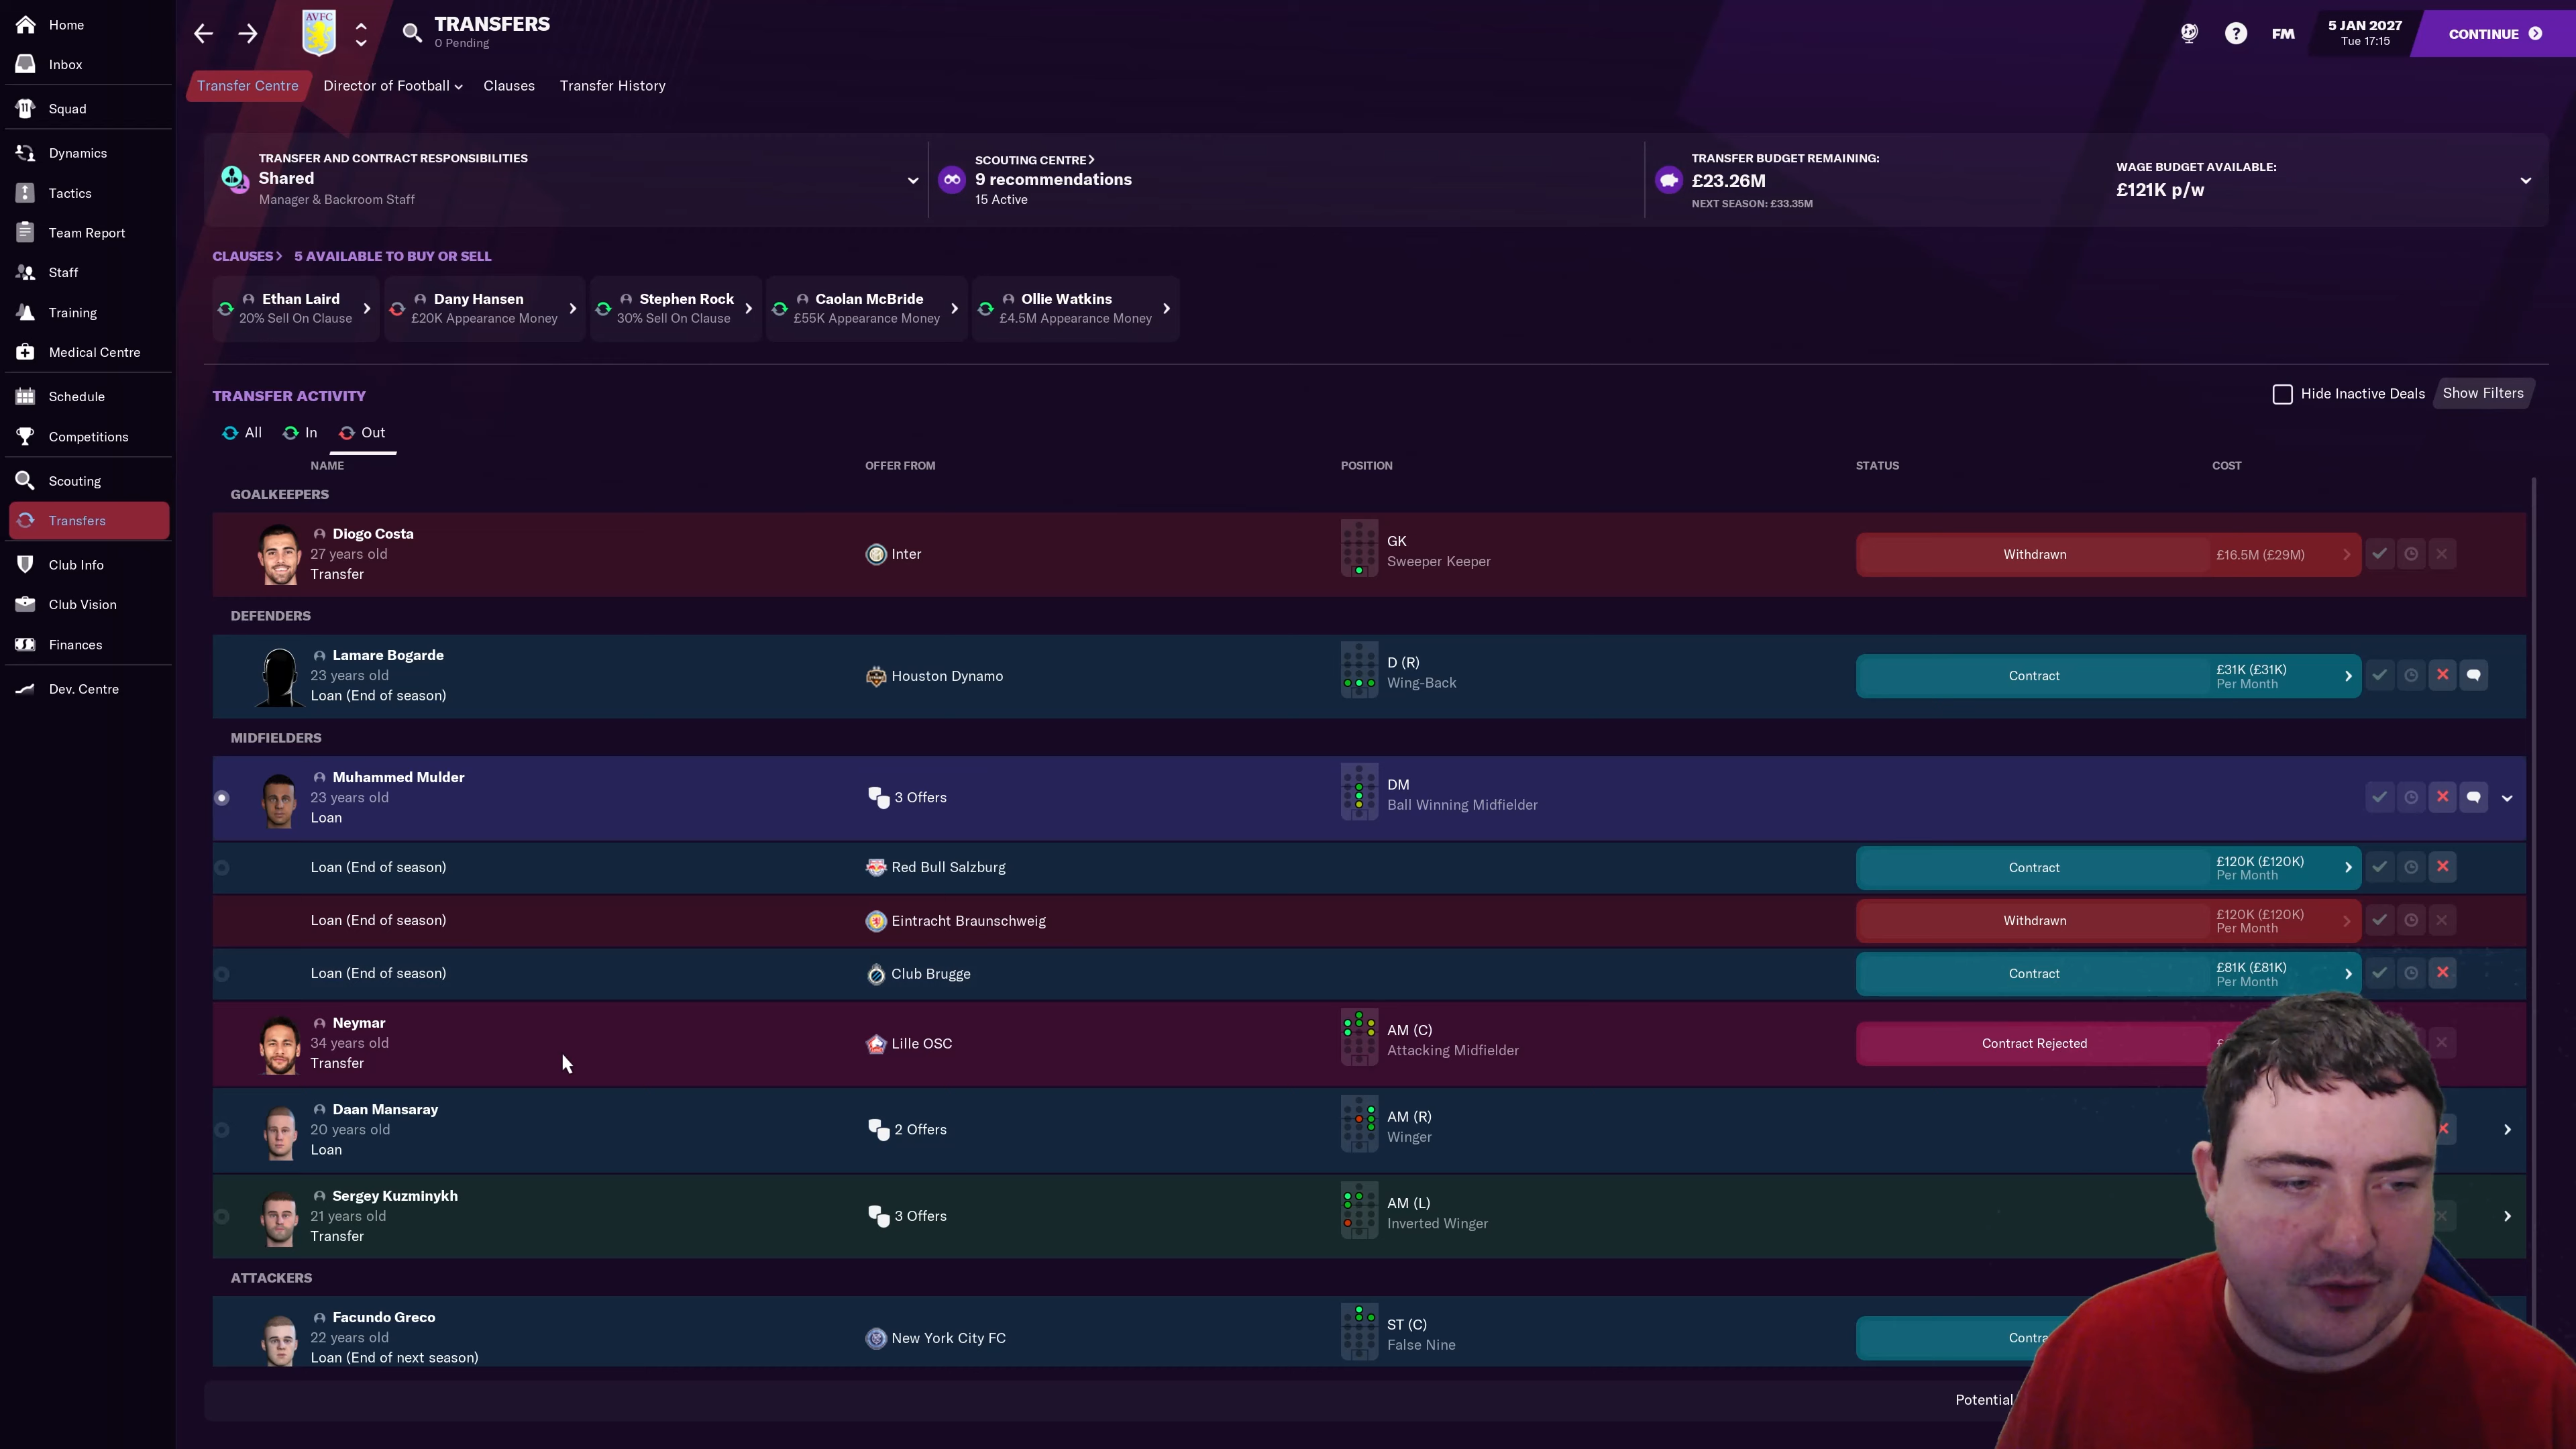 Home
Inbox
Squad
Dynamics
Tactics
Team Report
Staff
Training
Medical Centre
Schedule
Competitions
Scouting
Transfers
Club Info
Club Vision
Finances
Dev. Centre
AVFC
TRANSFERS
0 Pending
FM
5 JAN 2027
Tue 17:15
CONTINUE
Transfer Centre
Director of Football
Clauses
Transfer History
TRANSFER AND CONTRACT RESPONSIBILITIES
Shared
Manager & Backroom Staff
SCOUTING CENTRE
9 recommendations
15 Active
TRANSFER BUDGET REMAINING:
£23.26M
NEXT SEASON: £33.35M
WAGE BUDGET AVAILABLE:
£121K p/w
CLAUSES 5 AVAILABLE TO BUY OR SELL
Ethan Laird
20% Sell On Clause
Dany Hansen
£20K Appearance Money
Stephen Rock
30% Sell On Clause
Caolan McBride
£55K Appearance Money
Ollie Watkins
£4.5M Appearance Money
TRANSFER ACTIVITY
Hide Inactive Deals
Show Filters
All
In
Out
NAME
OFFER FROM
POSITION
STATUS
COST
GOALKEEPERS
Diogo Costa
27 years old
Transfer
Inter
GK
Sweeper Keeper
Withdrawn
£16.5M (£29M)
DEFENDERS
Lamare Bogarde
23 years old
Loan (End of season)
Houston Dynamo
D (R)
Wing-Back
Contract
£31K (£31K)
Per Month
MIDFIELDERS
Muhammed Mulder
23 years old
Loan
3 Offers
DM
Ball Winning Midfielder
Loan (End of season)
Red Bull Salzburg
Contract
£120K (£120K)
Per Month
Loan (End of season)
Eintracht Braunschweig
Withdrawn
£120K (£120K)
Per Month
Loan (End of season)
Club Brugge
Contract
£81K (£81K)
Per Month
Neymar
34 years old
Transfer
Lille OSC
AM (C)
Attacking Midfielder
Contract Rejected
Daan Mansaray
20 years old
Loan
2 Offers
AM (R)
Winger
Sergey Kuzminykh
21 years old
Transfer
3 Offers
AM (L)
Inverted Winger
ATTACKERS
Facundo Greco
22 years old
Loan (End of next season)
New York City FC
ST (C)
False Nine
Potential